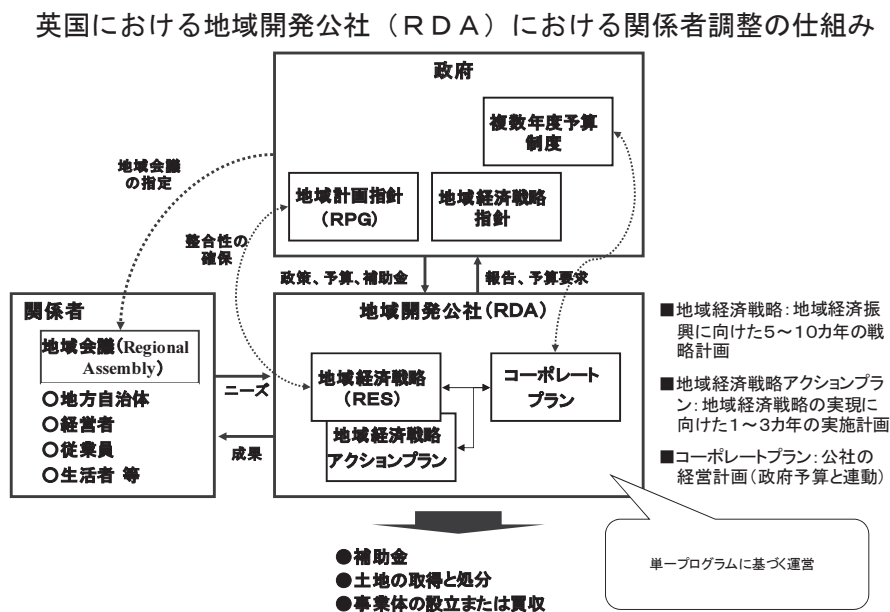 英国における地域開発公社（ＲＤＡ）における関係者調整の仕組み
政府
複数年度予算
制度
地域会議
の指定
地域計画指針
(RPG)
地域経済戦略
指針
整合性の
確保
政策、予算、補助金
報告、予算要求
関係者
地域会議(Regional
Assembly)
○地方自治体
○経営者
○従業員
○生活者 等
ニーズ
成果
地域開発公社(RDA)
地域経済戦略
(RES)
コーポレート
プラン
地域経済戦略
アクションプラン
■地域経済戦略：地域経済振
興に向けた５～１０カ年の戦
略計画
■地域経済戦略アクションプラ
ン：地域経済戦略の実現に
向けた１～３カ年の実施計画
■コーポレートプラン：公社の
経営計画（政府予算と連動）
単一プログラムに基づく運営
●補助金
●土地の取得と処分
●事業体の設立または買収